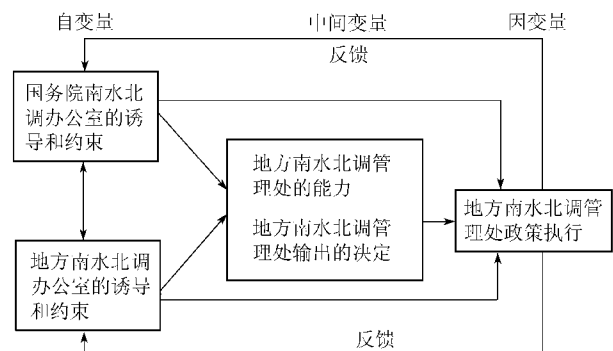 自变量 中间变量 因变量
反馈
国务院南水北
调办公室的诱
导和约束
地方南水北调管
理处的能力
地方南水北调管
理处输出的决定
地方南水北调管
理处政策执行
地方南水北调
办公室的诱导
和约束
反馈